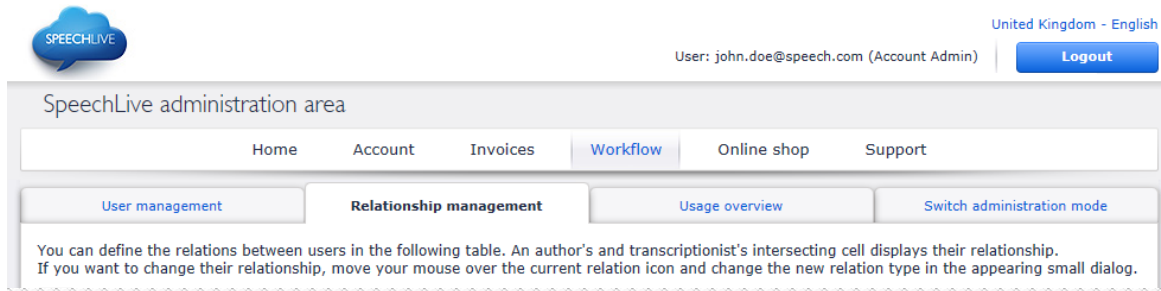 SPEECHLIVE
United Kingdom - English
User: john.doe@speech.com (Account Admin)
Logout
SpeechLive administration area
Home Account Invoices Workflow Online shop Support
User management Relationship management Usage overview Switch administration mode
You can define the relations between users in the following table. An author's and transcriptionist's intersecting cell displays their relationship.
If you want to change their relationship, move your mouse over the current relation icon and change the new relation type in the appearing small dialog.